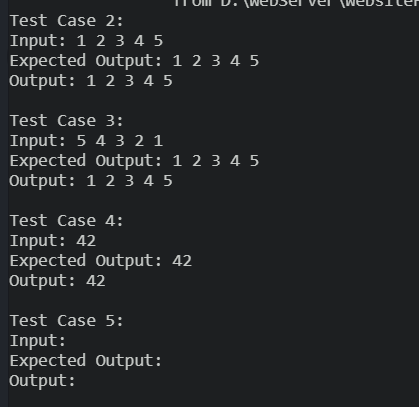 from D:\WebServer\Website
Test Case 2:
Input: 1 2 3 4 5
Expected Output: 1 2 3 4 5
Output: 1 2 3 4 5
Test Case 3:
Input: 5 4 3 2 1
Expected Output: 1 2 3 4 5
Output: 1 2 3 4 5
Test Case 4:
Input: 42
Expected Output: 42
Output: 42
Test Case 5:
Input:
Expected Output:
Output: